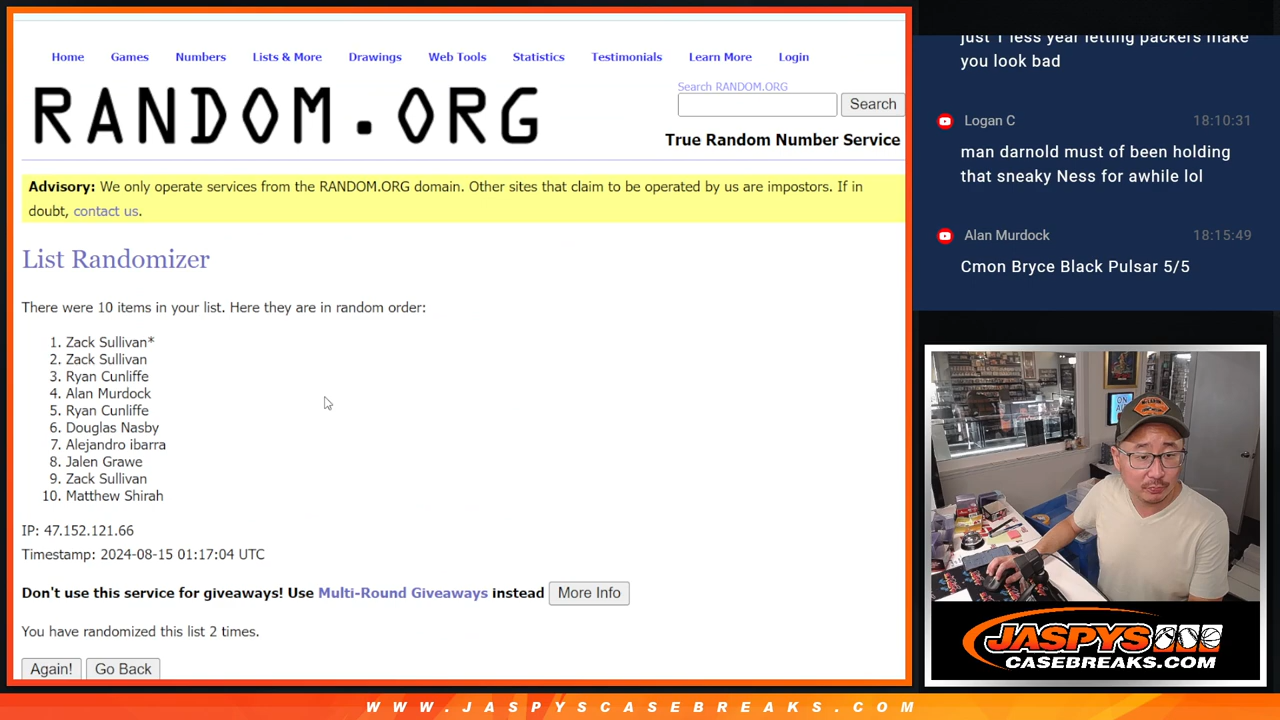 Home Games Numbers Lists & More Drawings Web Tools Statistics Testimonials Learn More Login
RANDOM.ORG
Search RANDOM.ORG
Search
True Random Number Service
Advisory: We only operate services from the RANDOM.ORG domain. Other sites that claim to be operated by us are impostors. If in
doubt, contact us.
List Randomizer
There were 10 items in your list. Here they are in random order:
1. Zack Sullivan*
2. Zack Sullivan
3. Ryan Cunliffe
4. Alan Murdock
5. Ryan Cunliffe
6. Douglas Nasby
7. Alejandro ibarra
8. Jalen Grawe
9. Zack Sullivan
10. Matthew Shirah
IP: 47.152.121.66
Timestamp: 2024-08-15 01:17:04 UTC
Don't use this service for giveaways! Use Multi-Round Giveaways instead More Info
You have randomized this list 2 times.
Again! Go Back
just 1 less year letting packers make
you look bad
Logan C 18:10:31
man darnold must of been holding
that sneaky Ness for awhile lol
Alan Murdock 18:15:49
Cmon Bryce Black Pulsar 5/5
JASPYS
CASEBREAKS.COM
WWW.JASPYSCASEBREAKS.COM